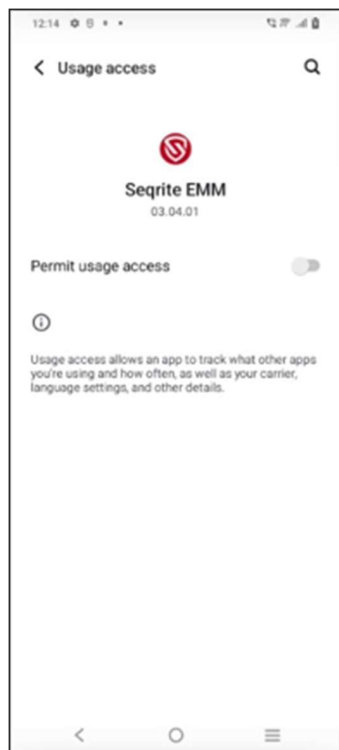 12:14
Usage access
Seqrite EMM
03.04.01
Permit usage access
Usage access allows an app to track what other apps
you're using and how often, as well as your carrier,
language settings, and other details.